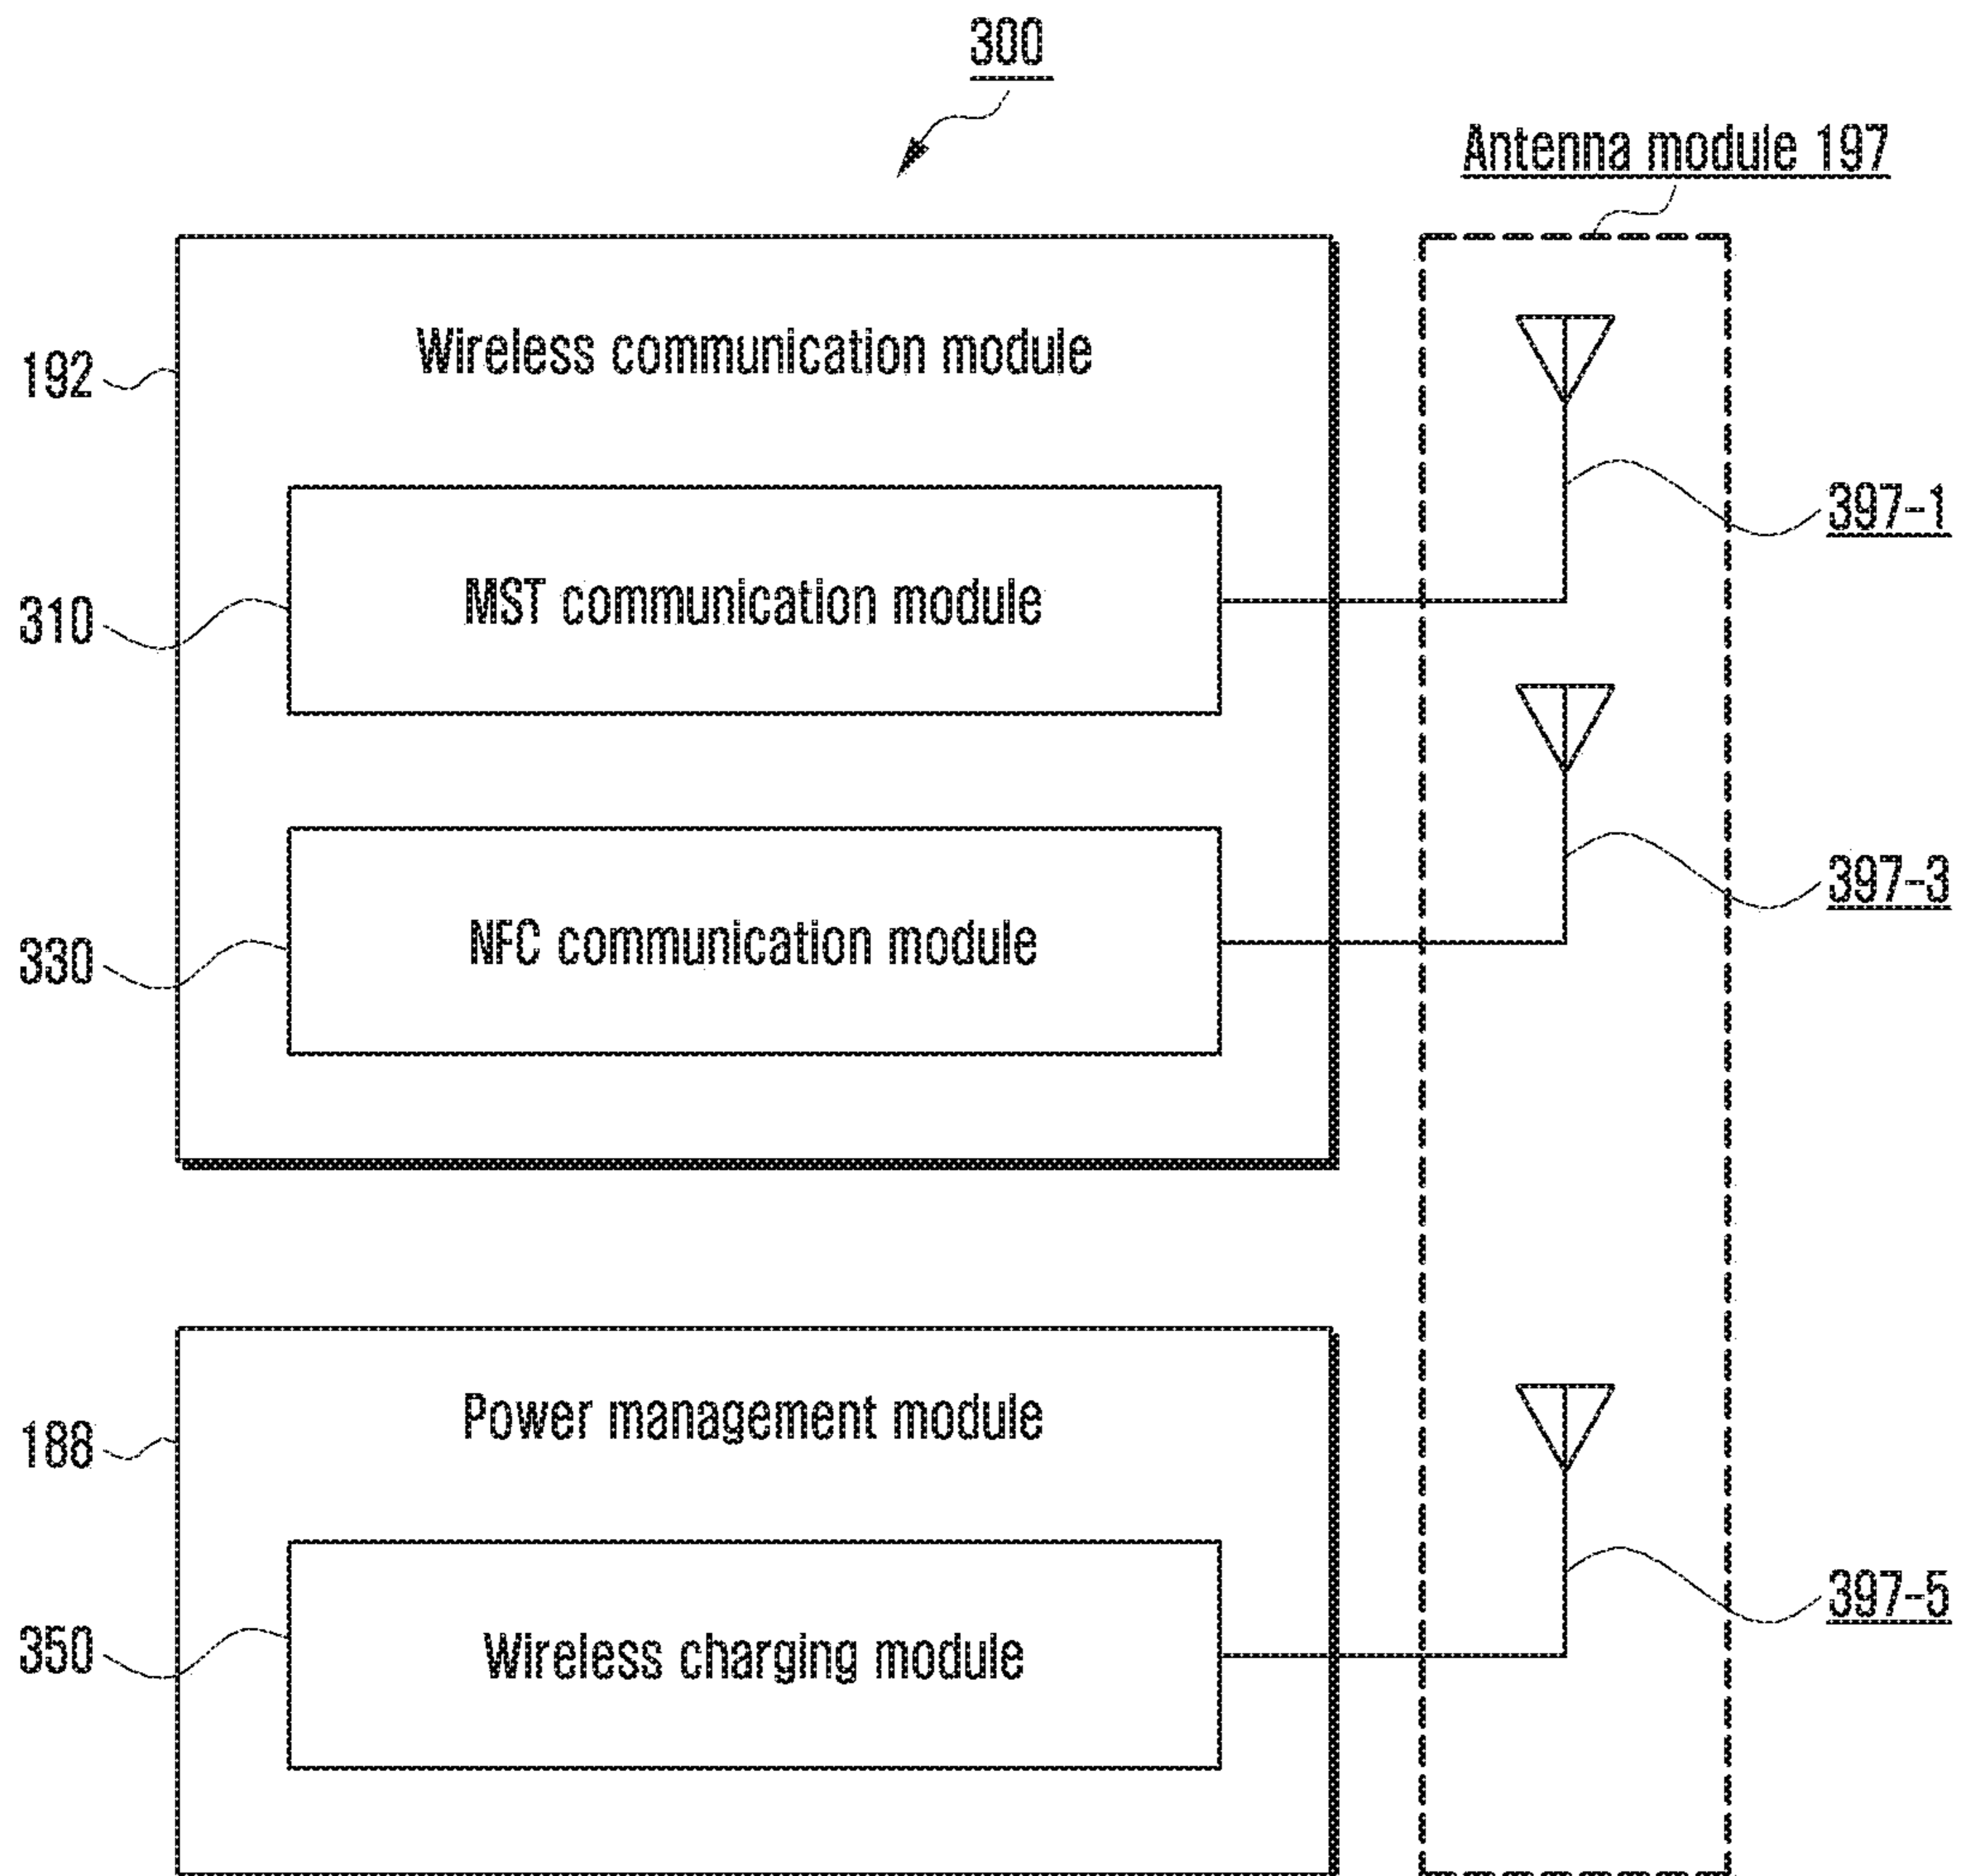 300
Antenna module 197
Wireless communication module
192
397-1
MST communication module
310
397-3
NFC communication module
330
Power management module
188
397-5
Wireless charging module
350